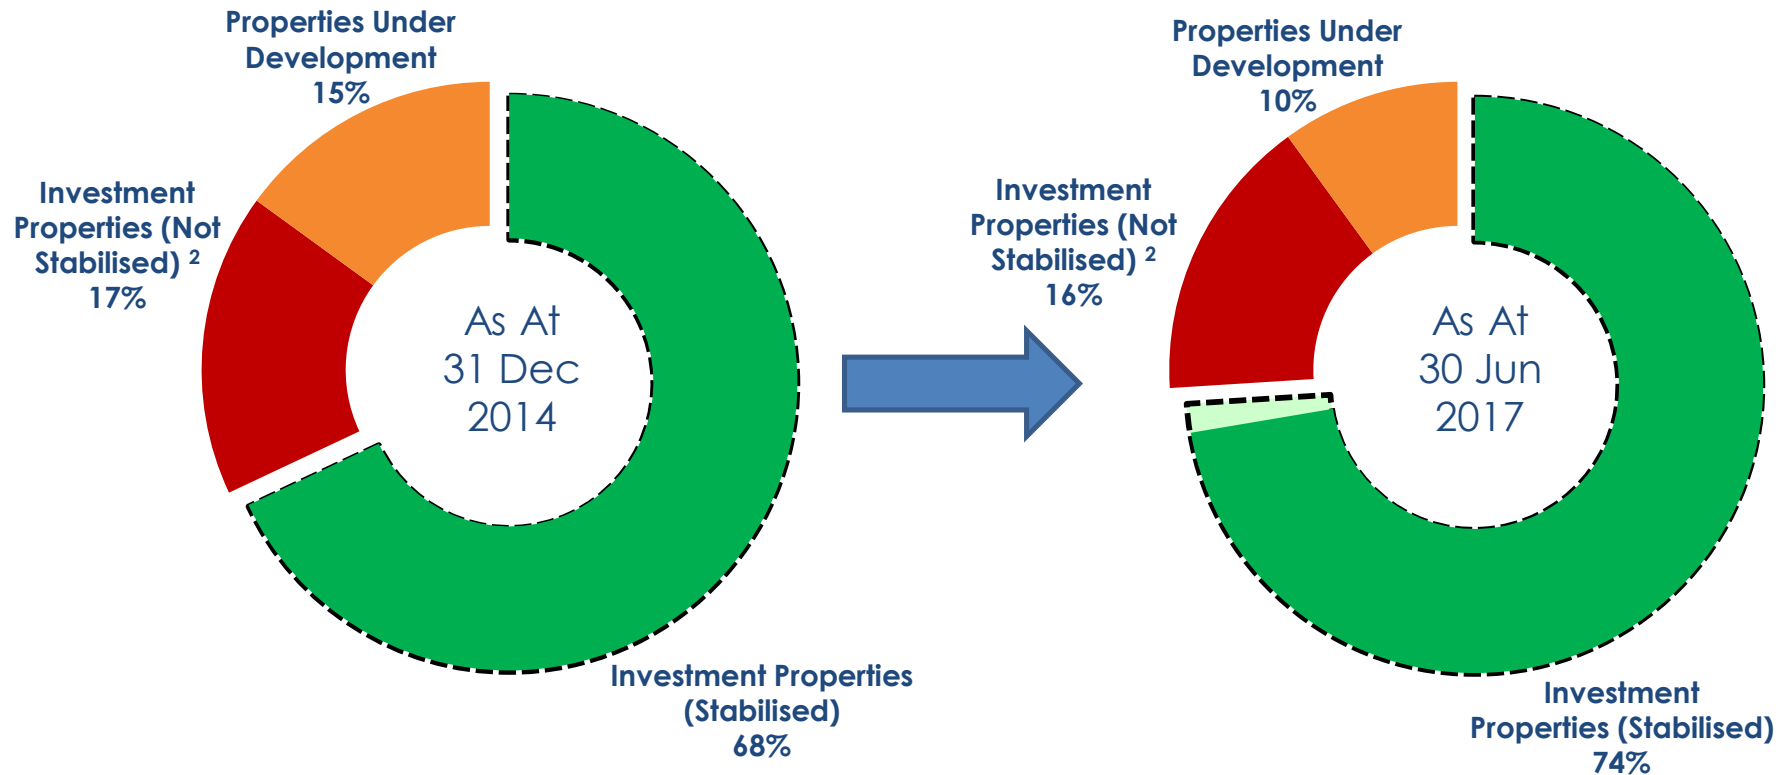 Properties Under
Development
15%
Investment
Properties (Not
Stabilised) 2
17%
As At
31 Dec
2014
Investment Properties
(Stabilised)
68%
Properties Under
Development
10%
Investment
Properties (Not
Stabilised) 2
16%
As At
30 Jun
2017
Investment
Properties (Stabilised)
74%